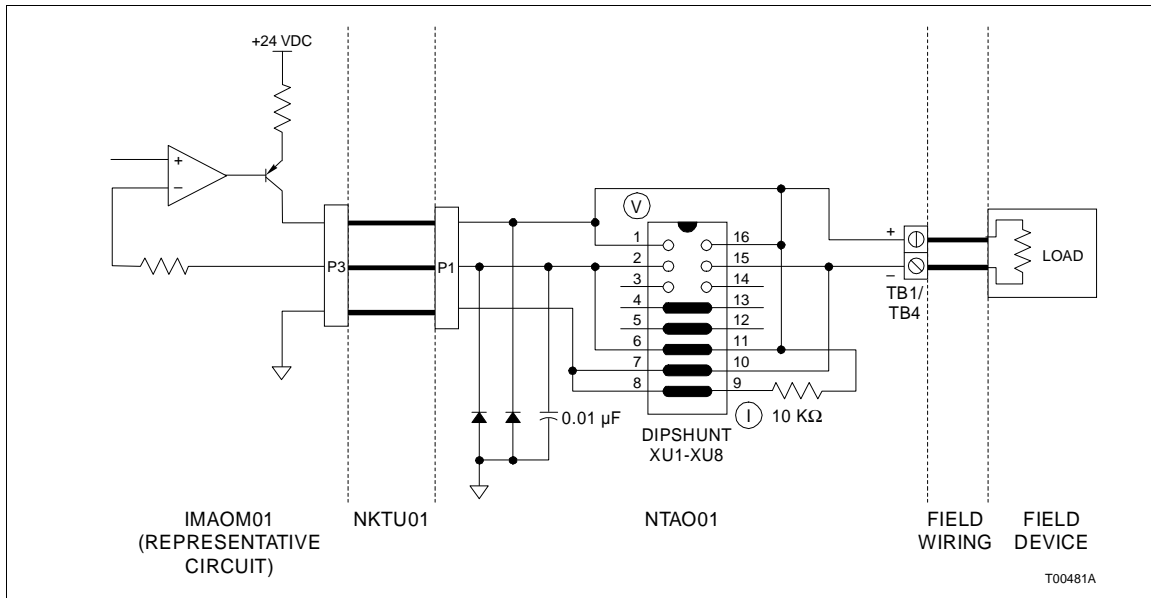 +24 VDC
+
−
P3
P1
V
1 16
2 15
3 14
4 13
5 12
6 11
7 10
8 9
I
10 KΩ
0.01 µF
DIPSHUNT
XU1-XU8
+
−
TB1/
TB4
LOAD
IMAOM01
(REPRESENTATIVE
CIRCUIT)
NKTU01
NTAO01
FIELD
WIRING
FIELD
DEVICE
T00481A